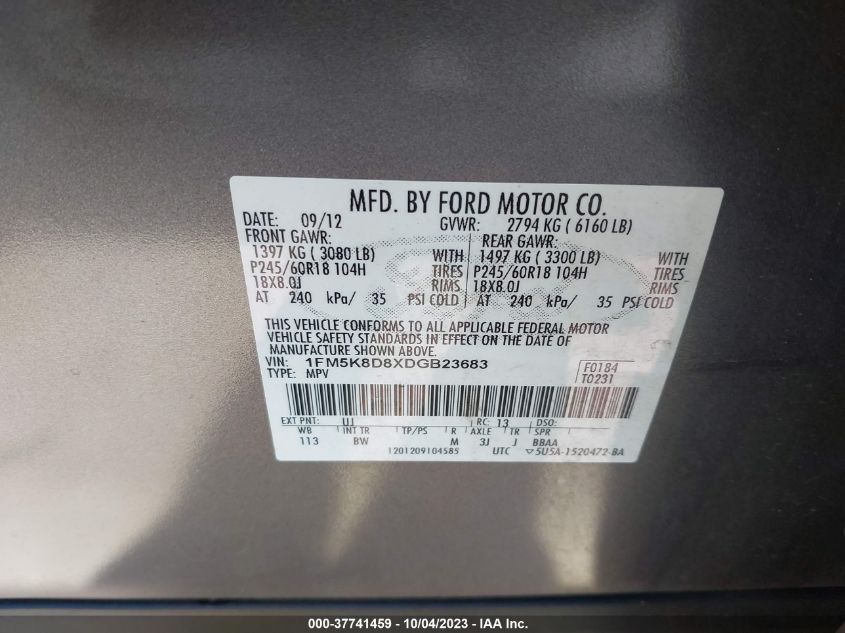 MFD. BY FORD MOTOR CO.
DATE: 09/12 GVWR: 2794 KG ( 6160 LB)
FRONT GAWR: REAR GAWR:
1397 KG ( 3080 LB) WITH 1497 KG ( 3300 LB) WITH
P245/60R18 104H TIRES P245/60R18 104H TIRES
18X8.0J RIMS 18X8.0J RIMS
AT 240 kPa/ 35 PSI COLD AT 240 kPa/ 35 PSI COLD
THIS VEHICLE CONFORMS TO ALL APPLICABLE FEDERAL MOTOR
VEHICLE SAFETY STANDARDS IN EFFECT ON THE DATE OF
MANUFACTURE SHOWN ABOVE.
VIN: 1FM5K8D8XDGB23683 F0184
TYPE: MPV T0231
EXT PNT: UJ RC: 13 DSO:
WB INT TR TP/PS R AXLE TR SPR
113 BW M 3J J BBAA
1201209104585 UTC ▽5U5A-1520472-BA
000-37741459 - 10/04/2023 - IAA Inc.